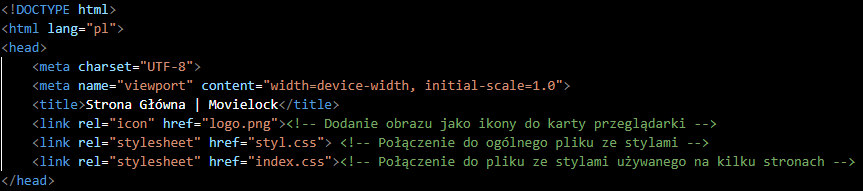 <!DOCTYPE html>
<html lang="pl">
<head>
    <meta charset="UTF-8">
    <meta name="viewport" content="width=device-width, initial-scale=1.0">
    <title>Strona Główna | Movielock</title>
    <link rel="icon" href="logo.png"><!-- Dodanie obrazu jako ikony do karty przeglądarki -->
    <link rel="stylesheet" href="styl.css"> <!-- Połączenie do ogólnego pliku ze stylami -->
    <link rel="stylesheet" href="index.css"><!-- Połączenie do pliku ze stylami używanego na kilku stronach -->
</head>